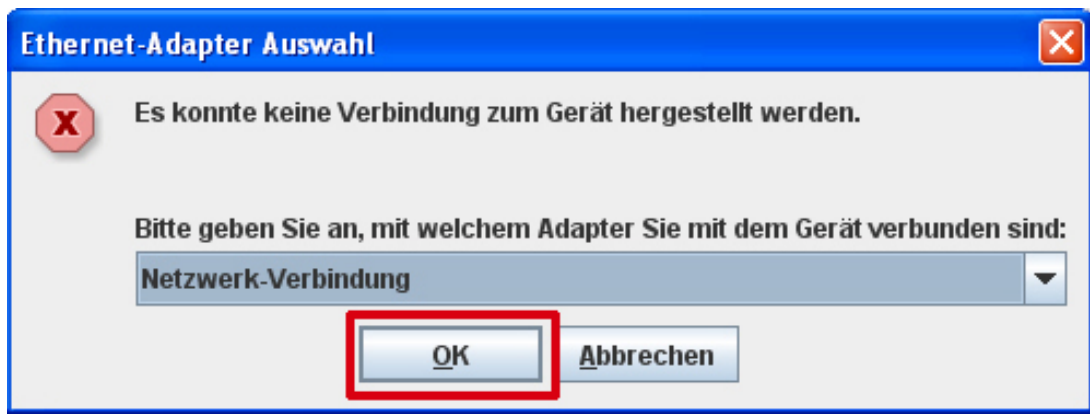 Ethernet-Adapter Auswahl
Es konnte keine Verbindung zum Gerät hergestellt werden.
Bitte geben Sie an, mit welchem Adapter Sie mit dem Gerät verbunden sind:
Netzwerk-Verbindung
OK Abbrechen